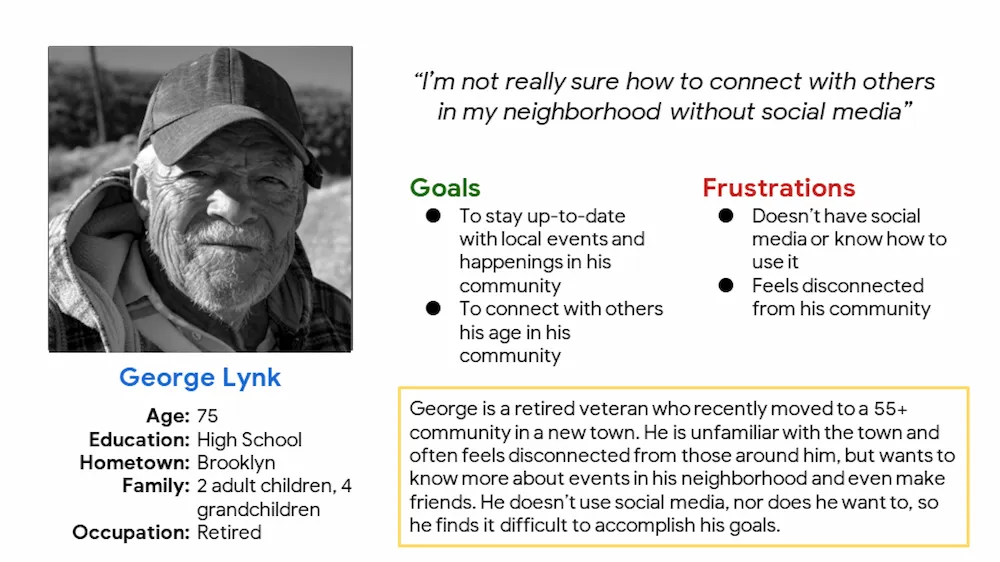 “I’m not really sure how to connect with others
in my neighborhood without social media”
George Lynk
Age: 75
Education: High School
Hometown: Brooklyn
Family: 2 adult children, 4
grandchildren
Occupation: Retired
Goals
● To stay up-to-date
with local events and
happenings in his
community
● To connect with others
his age in his
community
Frustrations
● Doesn’t have social
media or know how to
use it
● Feels disconnected
from his community
George is a retired veteran who recently moved to a 55+
community in a new town. He is unfamiliar with the town and
often feels disconnected from those around him, but wants to
know more about events in his neighborhood and even make
friends. He doesn’t use social media, nor does he want to, so
he finds it difficult to accomplish his goals.